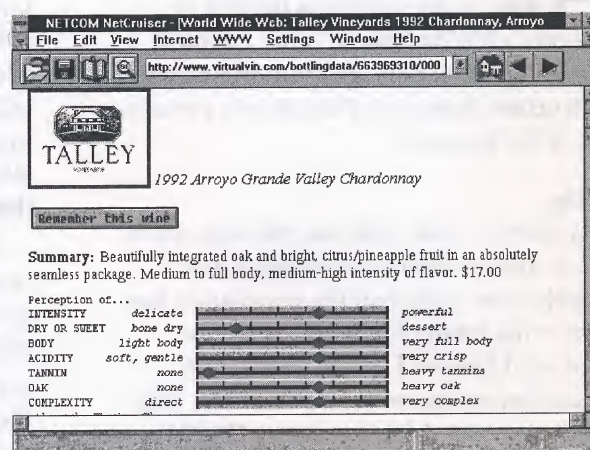 NETCOM NetCruiser - [World Wide Web: Talley Vineyards 1992 Chardonnay, Arroyo
File Edit View Internet WWW Settings Window Help
http://www.virtualvin.com/bottlingdata/663969310/000
TALLEY
1992 Arroyo Grande Valley Chardonnay
Remember this wine
Summary: Beautifully integrated oak and bright, citrus/pineapple fruit in an absolutely
seamless package. Medium to full body, medium-high intensity of flavor. $17.00
Perception of...
INTENSITY delicate powerful
DRY OR SWEET bone dry dessert
BODY light body very full body
ACIDITY soft, gentle very crisp
TANNIN none heavy tannins
OAK none heavy oak
COMPLEXITY direct very complex